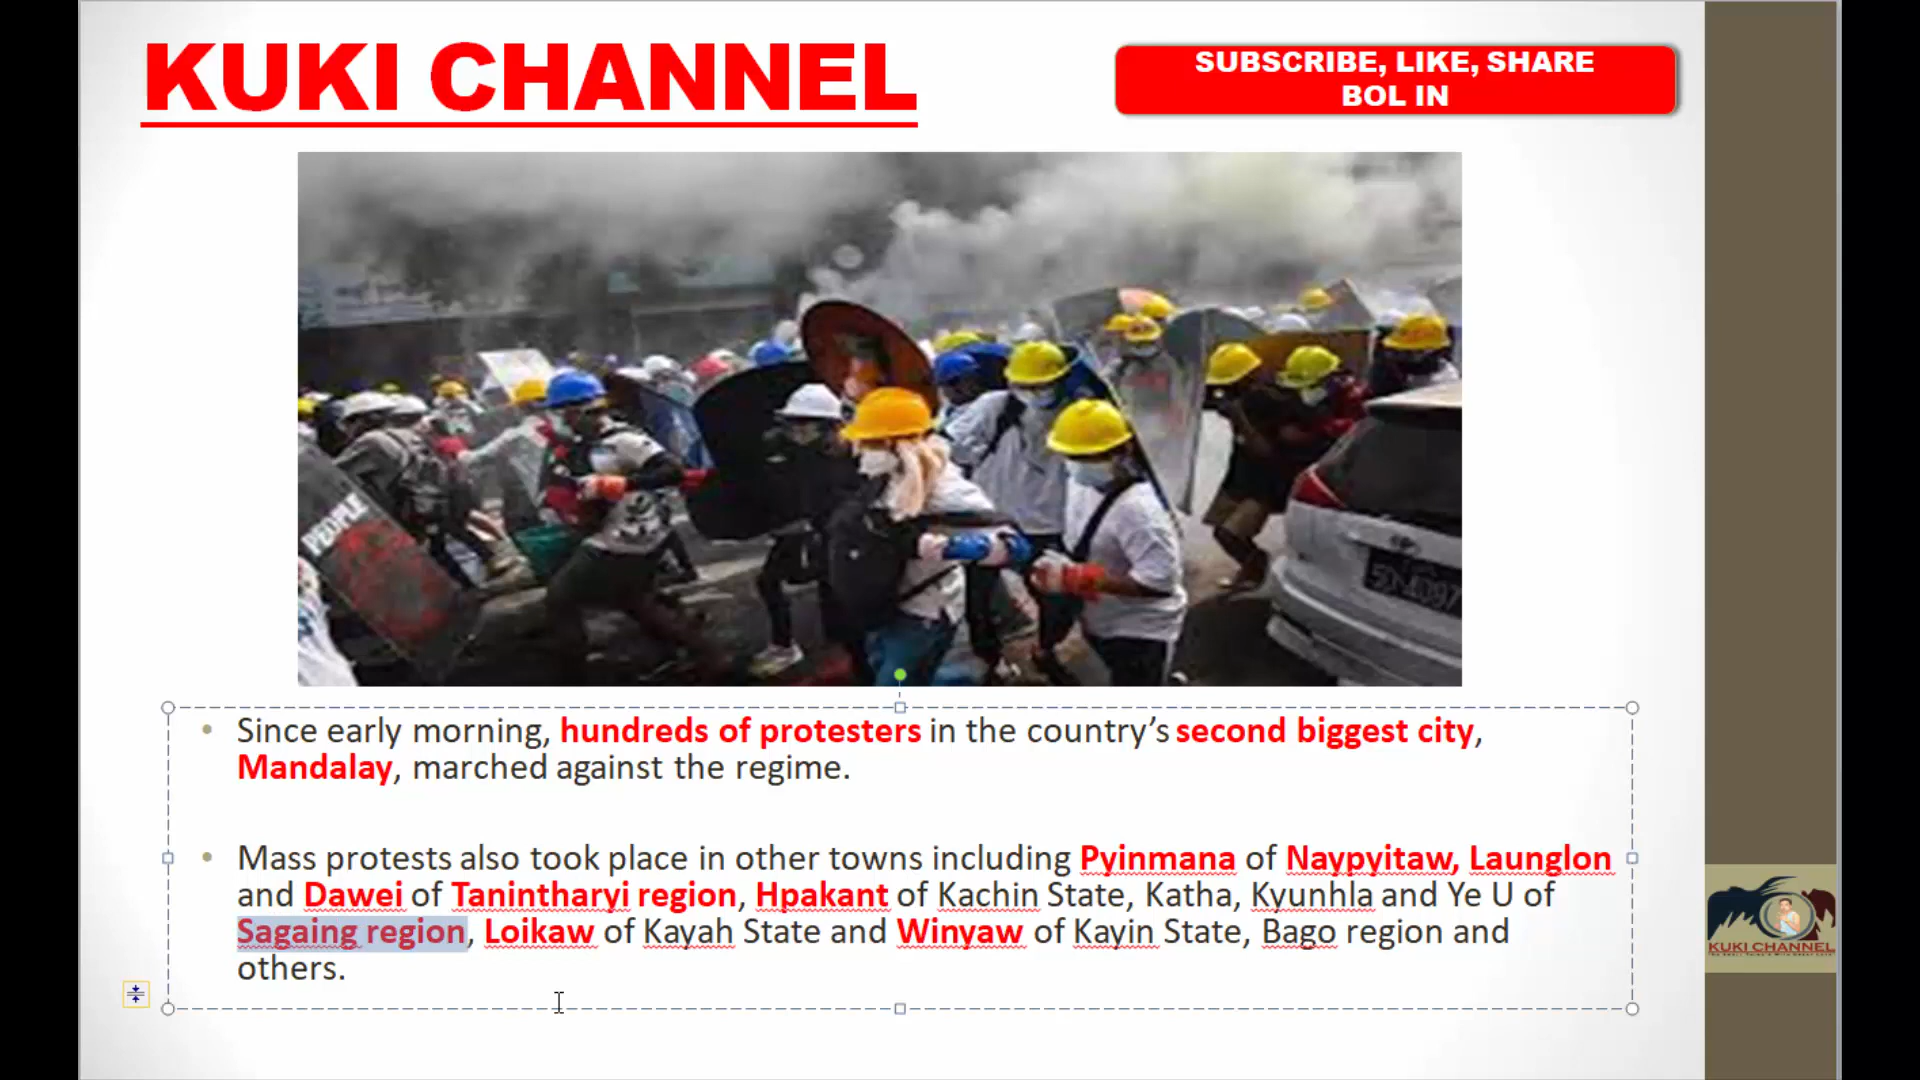 KUKI CHANNEL
SUBSCRIBE, LIKE, SHARE
BOL IN
PEOPLE
Since early morning, hundreds of protesters in the country’s second biggest city,
Mandalay, marched against the regime.
Mass protests also took place in other towns including Pyinmana of Naypyitaw, Launglon
and Dawei of Tanintharyi region, Hpakant of Kachin State, Katha, Kyunhla and Ye U of
Sagaing region, Loikaw of Kayah State and Winyaw of Kayin State, Bago region and
others.
KUKI CHANNEL